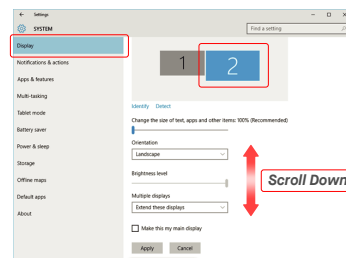 Settings
SYSTEM
Find a setting
Display
Notifications & actions
Apps & features
Multi-tasking
Tablet mode
Battery saver
Power & sleep
Storage
Offline maps
Default apps
About
1
2
Identify Detect
Change the size of text, apps and other items: 100% (Recommended)
Orientation
Landscape
Brightness level
Multiple displays
Extend these displays
Make this my main display
Apply Cancel
Scroll Down